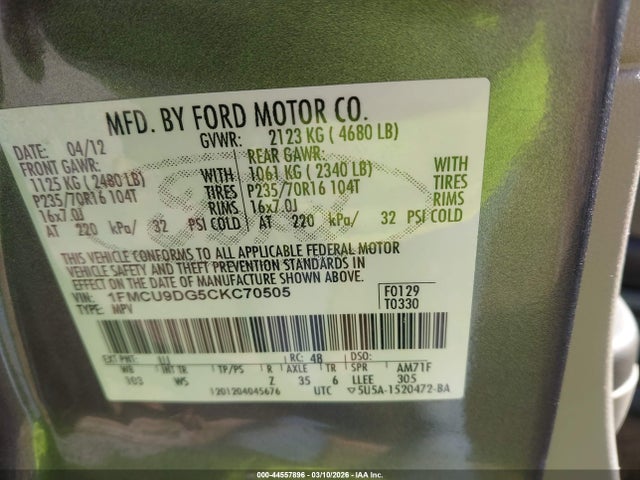 MFD. BY FORD MOTOR CO.
DATE: 04/12 GVWR: 2123 KG ( 4680 LB)
FRONT GAWR: REAR GAWR:
1125 KG ( 2480 LB) WITH 1061 KG ( 2340 LB) WITH
P235/70R16 104T TIRES P235/70R16 104T TIRES
16x7.0J RIMS 16x7.0J RIMS
AT 220 kPa/ 32 PSI COLD AT 220 kPa/ 32 PSI COLD
THIS VEHICLE CONFORMS TO ALL APPLICABLE FEDERAL MOTOR
VEHICLE SAFETY AND THEFT PREVENTION STANDARDS IN
EFFECT ON THE DATE OF MANUFACTURE SHOWN ABOVE.
VIN: 1FMCU9DG5CKC70505 F0129
TYPE: MPV T0330
EXT PNT: RC: 48 DSO:
WB INT TR TP/PS R AXLE TR SPR AM71F
103 WS Z 35 6 LLEE 305
1201204045676 UTC ▽5U5A-1520472-BA
000-44557896 - 03/10/2026 - IAA Inc.